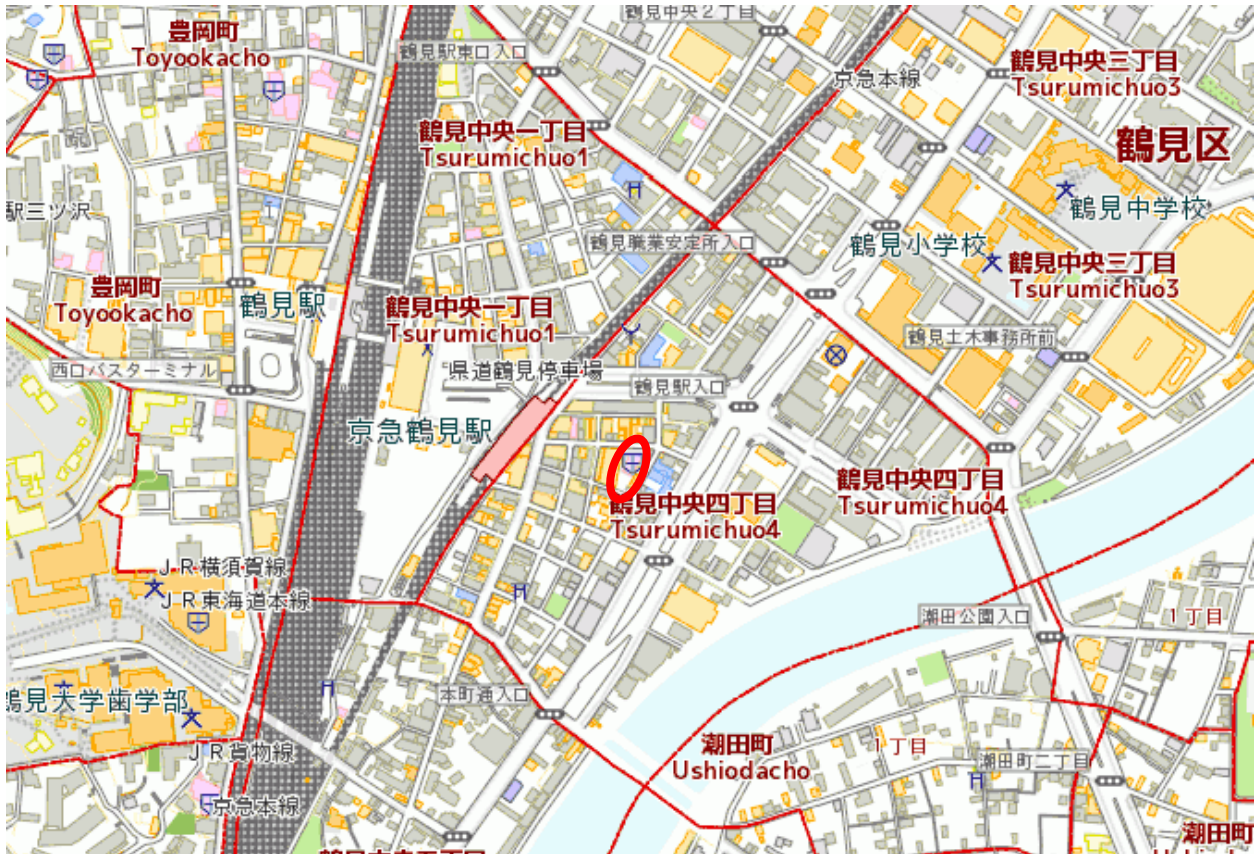 鶴見中央2丁目
豊岡町
Toyookacho
鶴見駅東口入口
鶴見中央三丁目
Tsurumichuo3
京急本線
鶴見中央一丁目
Tsurumichuo1
鶴見区
鶴見中学校
駅三ツ沢
鶴見職業安定所入口
鶴見小学校
鶴見中央三丁目
Tsurumichuo3
豊岡町
Toyookacho
鶴見駅
鶴見中央一丁目
Tsurumichuo1
鶴見土木事務所前
西口バスターミナル
県道鶴見停車場
鶴見駅入口
京急鶴見駅
鶴見中央四丁目
Tsurumichuo4
鶴見中央四丁目
Tsurumichuo4
JR横須賀線
JR東海道本線
潮田公園入口
1丁目
鶴見大学歯学部
本町通入口
JR貨物線
潮田町
Ushiodacho
1丁目
潮田町二丁目
京急本線
潮田町